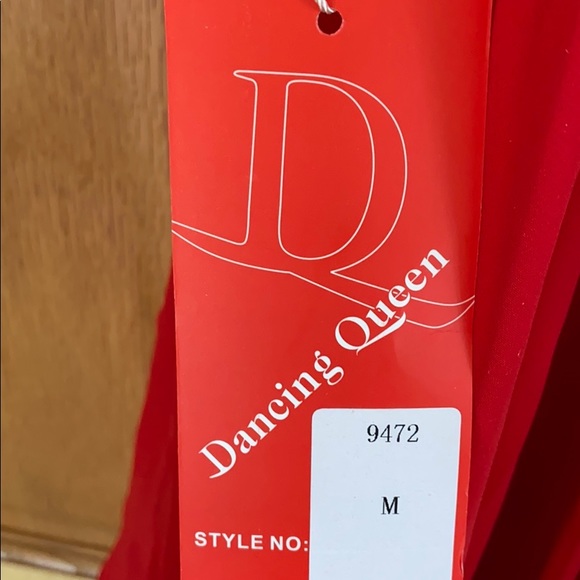 D
Dancing Queen
9472
M
STYLE NO: